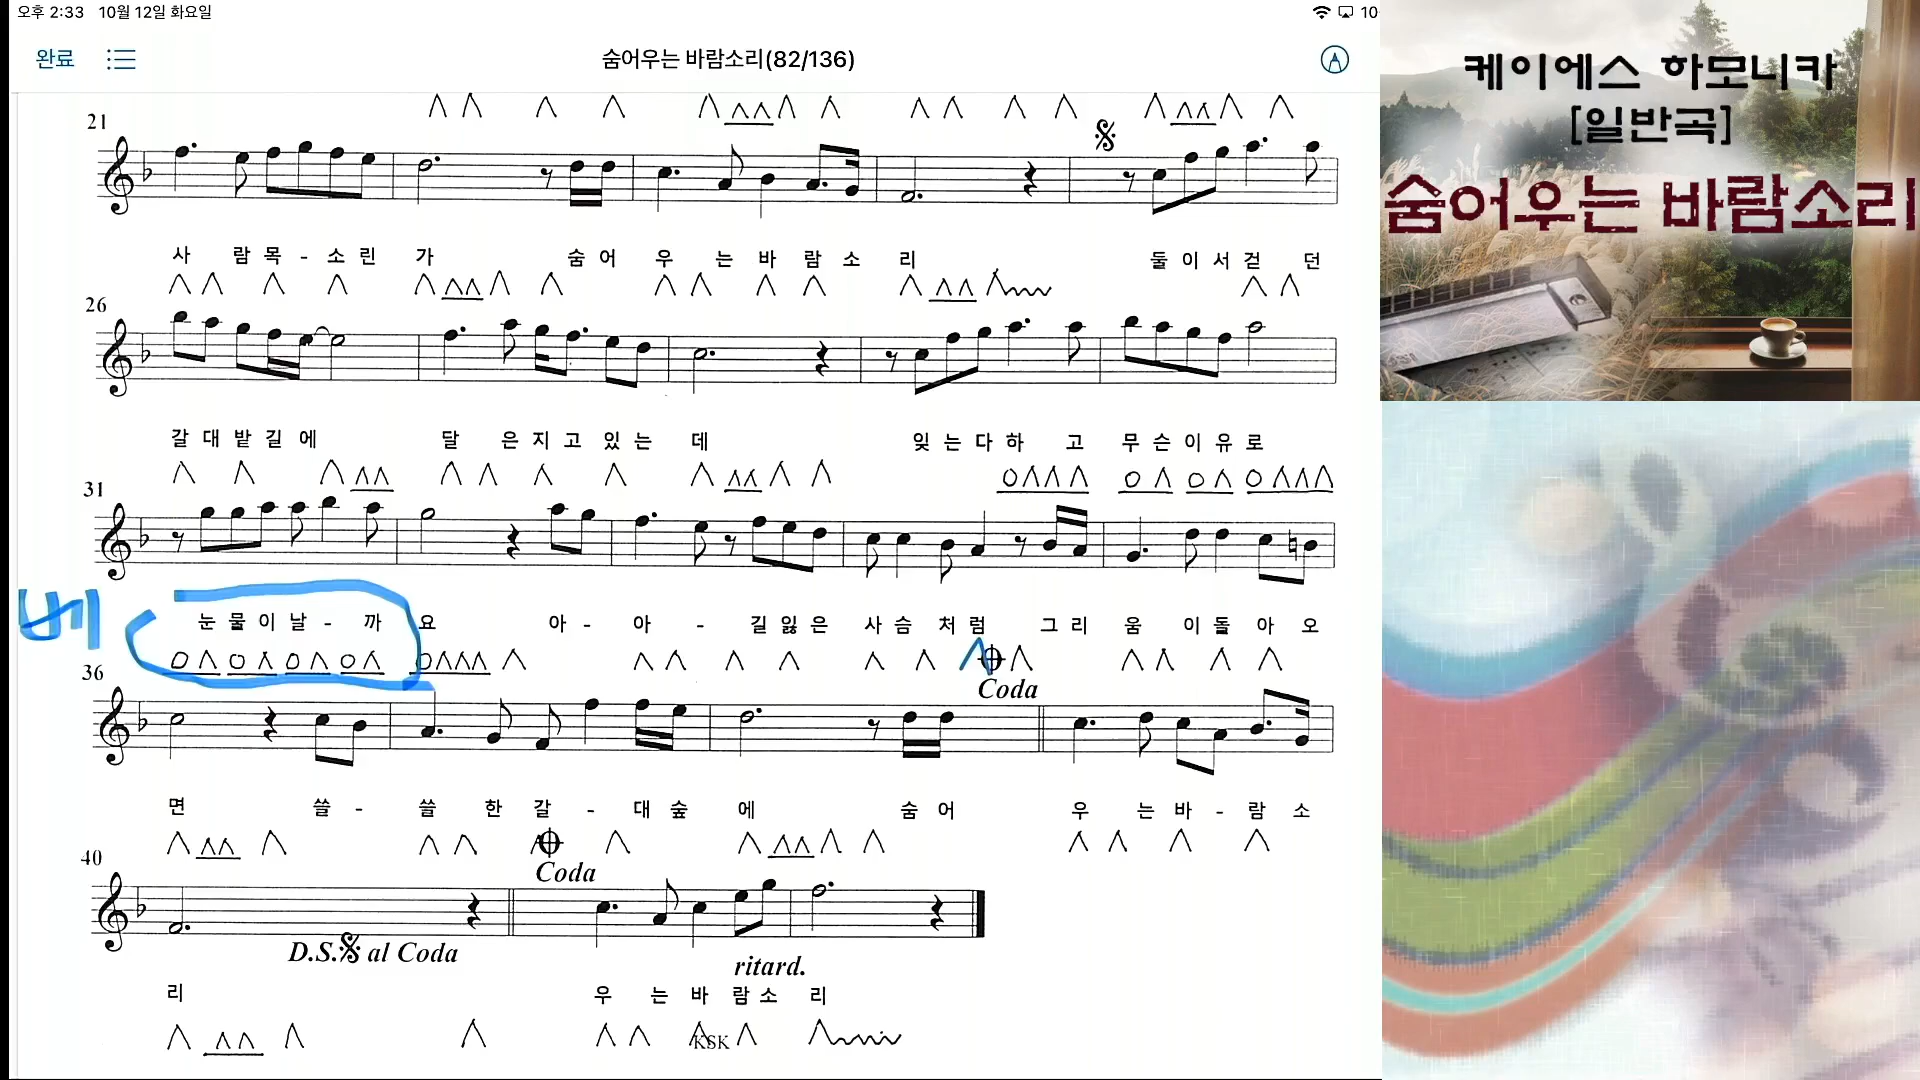 오후 2:33 10월 12일 화요일
10
완료
숨어우는 바람소리(82/136)
케이에스 하모니카
[일반곡]
숨어우는 바람소리
21
사 람 목 - 소 린 가 숨 어 우 는 바 람 소 리 둘 이 서 걷 던
26
갈 대 밭 길 에 달 은 지 고 있 는 데 잊 는 다 하 고 무 슨 이 유 로
31
베
눈 물 이 날 - 까 요 아 - 아 - 길 잃 은 사 슴 처 럼 그 리 움 이 돌 아 오
36
Coda
면 쓸 - 쓸 한 갈 - 대 숲 에 숨 어 우 는 바 - 람 소
40
Coda
D.S. al Coda
ritard.
리 우 는 바 람 소 리
KSK